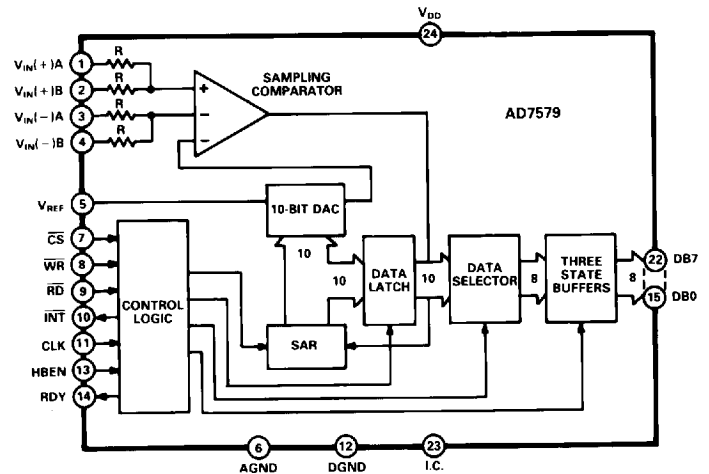 VDD
24
VIN(+)A 1 R
VIN(+)B 2 R
VIN(−)A 3 R
VIN(−)B 4 R
+
−
−
SAMPLING
COMPARATOR
AD7579
VREF 5
10-BIT DAC
CS 7
WR 8
RD 9
INT 10
CLK 11
HBEN 13
RDY 14
CONTROL
LOGIC
10
10
SAR
DATA
LATCH
10
DATA
SELECTOR
8
THREE
STATE
BUFFERS
8
22 DB7
15 DB0
6
AGND
12
DGND
23
I.C.